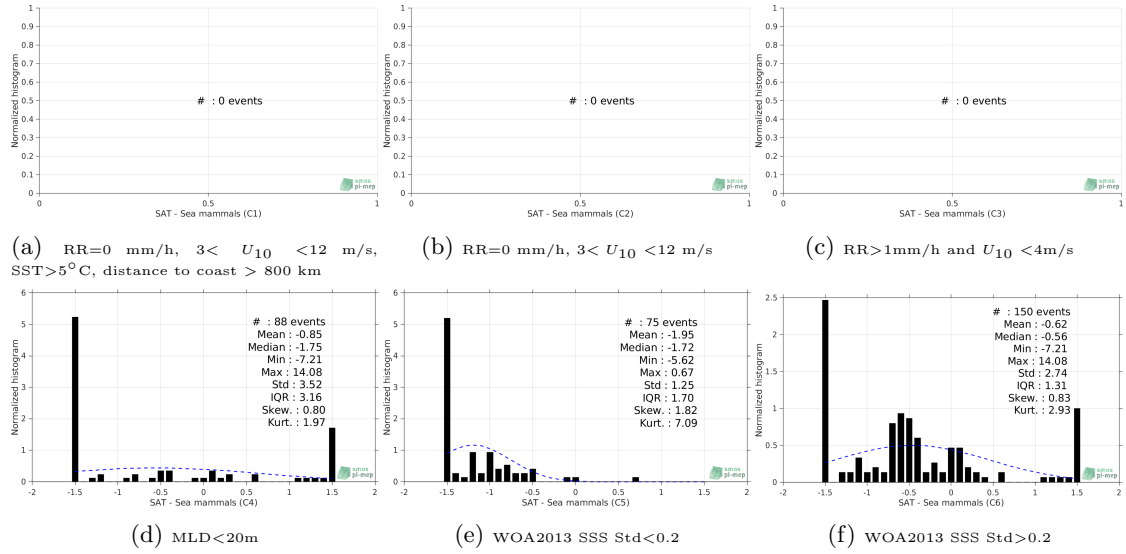 Normalized histogram
1
0.9
0.8
0.7
0.6
0.5
0.4
0.3
0.2
0.1
0
# : 0 events
smos
pi-mep
0 0.5 1
SAT - Sea mammals (C1)
Normalized histogram
1
0.9
0.8
0.7
0.6
0.5
0.4
0.3
0.2
0.1
0
# : 0 events
smos
pi-mep
0 0.5 1
SAT - Sea mammals (C2)
Normalized histogram
1
0.9
0.8
0.7
0.6
0.5
0.4
0.3
0.2
0.1
0
# : 0 events
smos
pi-mep
0 0.5 1
SAT - Sea mammals (C3)
(a) RR=0 mm/h, 3< U10 <12 m/s,
SST>5°C, distance to coast > 800 km
(b) RR=0 mm/h, 3< U10 <12 m/s
(c) RR>1mm/h and U10 <4m/s
Normalized histogram
6
5
4
3
2
1
0
# : 88 events
Mean : -0.85
Median : -1.75
Min : -7.21
Max : 14.08
Std : 3.52
IQR : 3.16
Skew. : 0.80
Kurt. : 1.97
smos
pi-mep
-2 -1.5 -1 -0.5 0 0.5 1 1.5 2
SAT - Sea mammals (C4)
Normalized histogram
6
5
4
3
2
1
0
# : 75 events
Mean : -1.95
Median : -1.72
Min : -5.62
Max : 0.67
Std : 1.25
IQR : 1.70
Skew. : 1.82
Kurt. : 7.09
smos
pi-mep
-2 -1.5 -1 -0.5 0 0.5 1 1.5 2
SAT - Sea mammals (C5)
Normalized histogram
2.5
2
1.5
1
0.5
0
# : 150 events
Mean : -0.62
Median : -0.56
Min : -7.21
Max : 14.08
Std : 2.74
IQR : 1.31
Skew. : 0.83
Kurt. : 2.93
smos
pi-mep
-2 -1.5 -1 -0.5 0 0.5 1 1.5 2
SAT - Sea mammals (C6)
(d) MLD<20m
(e) WOA2013 SSS Std<0.2
(f) WOA2013 SSS Std>0.2